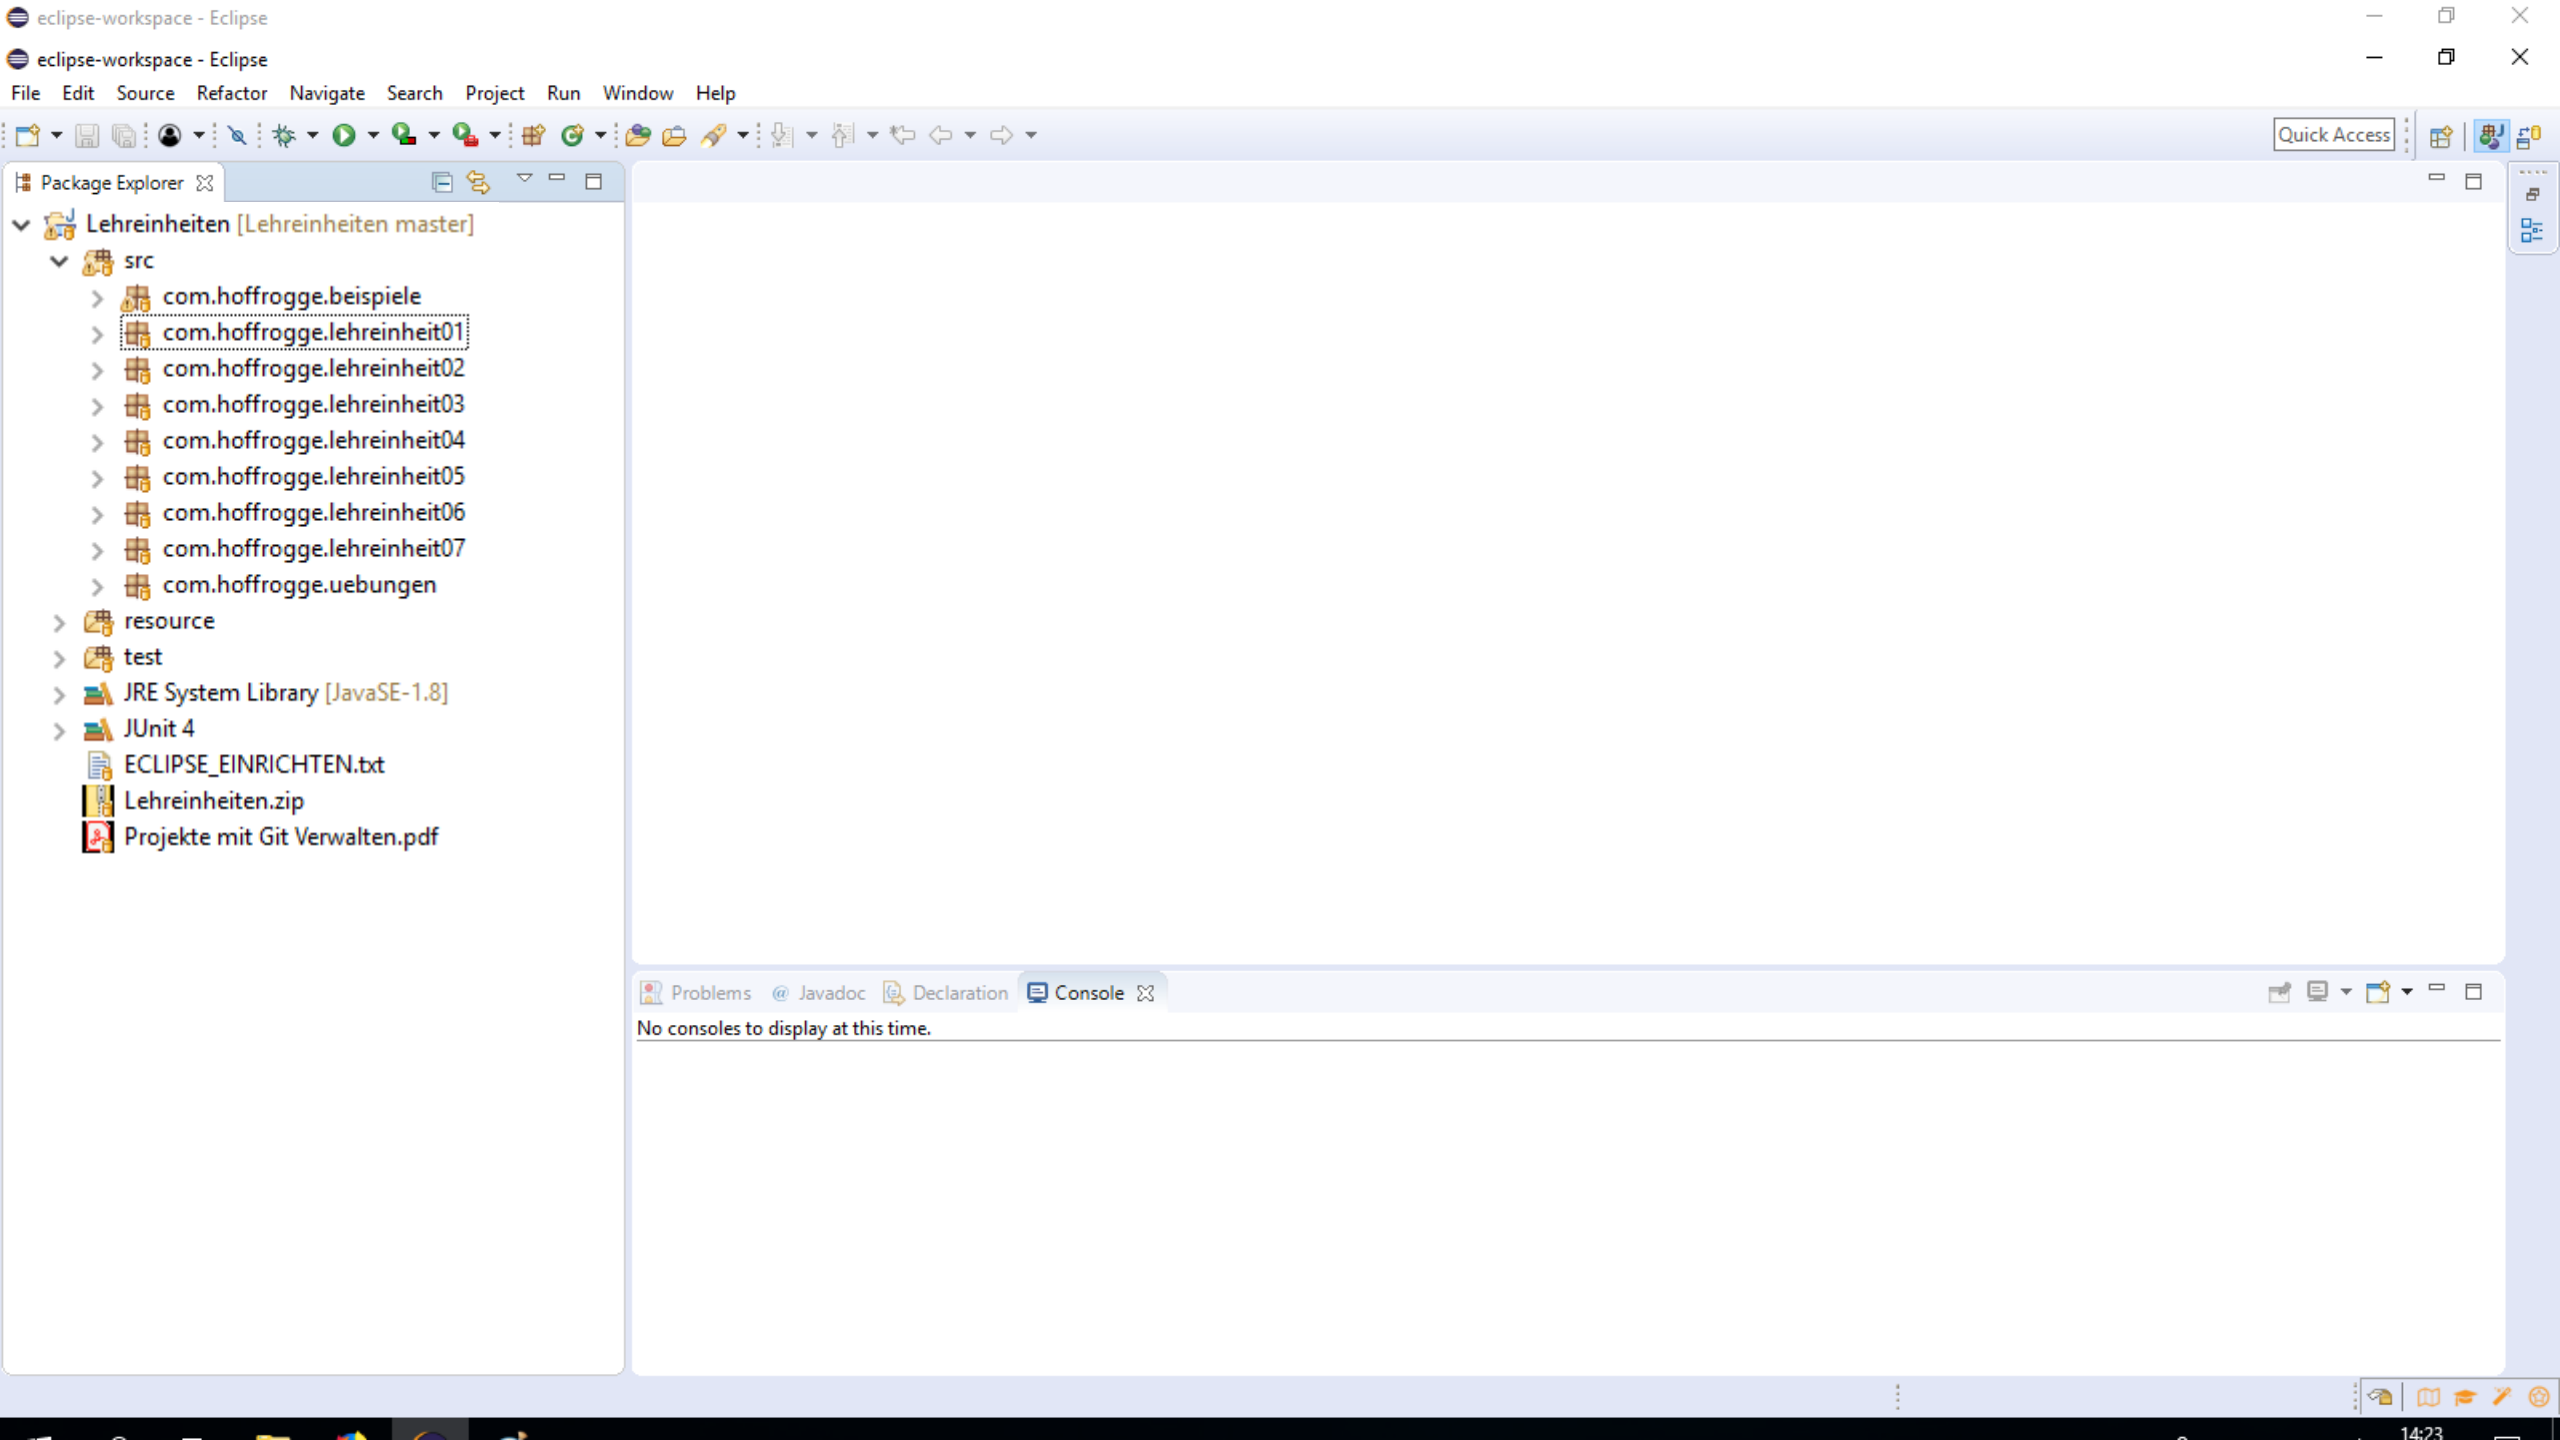 eclipse-workspace - Eclipse
eclipse-workspace - Eclipse
File Edit Source Refactor Navigate Search Project Run Window Help
Quick Access
Package Explorer
Lehreinheiten [Lehreinheiten master]
src
com.hoffrogge.beispiele
com.hoffrogge.lehreinheit01
com.hoffrogge.lehreinheit02
com.hoffrogge.lehreinheit03
com.hoffrogge.lehreinheit04
com.hoffrogge.lehreinheit05
com.hoffrogge.lehreinheit06
com.hoffrogge.lehreinheit07
com.hoffrogge.uebungen
resource
test
JRE System Library [JavaSE-1.8]
JUnit 4
ECLIPSE_EINRICHTEN.txt
Lehreinheiten.zip
Projekte mit Git Verwalten.pdf
Problems @ Javadoc Declaration Console
No consoles to display at this time.
14:23